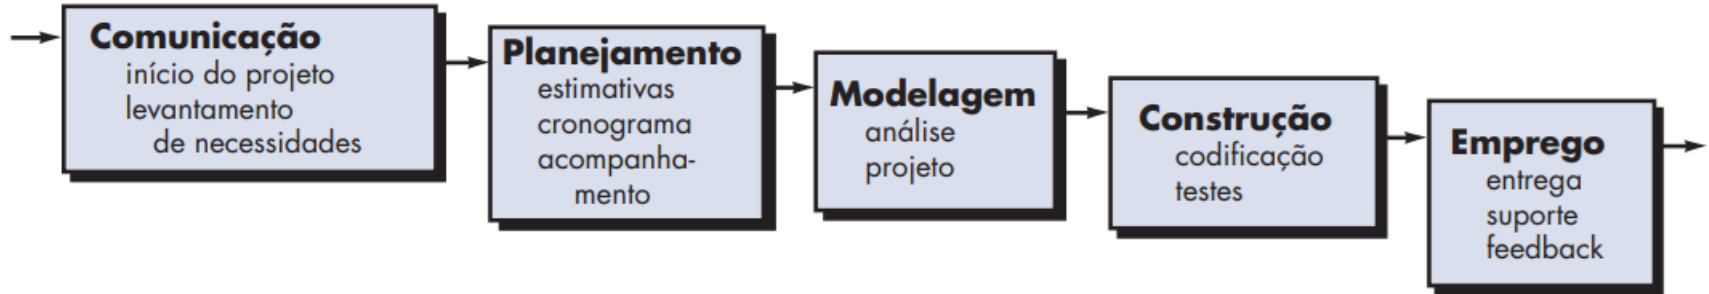 Comunicação
início do projeto
levantamento
de necessidades
Planejamento
estimativas
cronograma
acompanha-
mento
Modelagem
análise
projeto
Construção
codificação
testes
Emprego
entrega
suporte
feedback